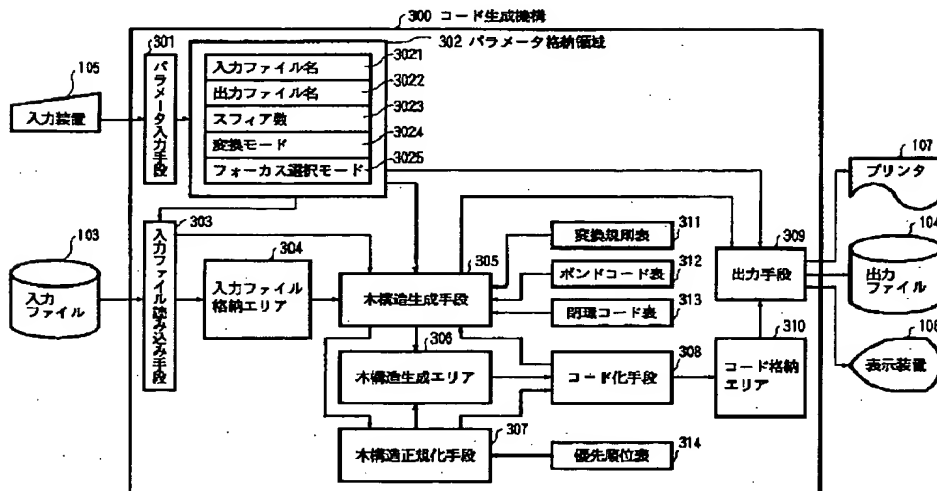 300 コード生成機構
301
パラメータ入力手段
302 パラメータ格納領域
入力ファイル名
3021
出力ファイル名
3022
スフィア数
3023
変換モード
3024
フォーカス選択モード
3025
105
入力装置
103
入力
ファイル
303
入力ファイル読み込み手段
304
入力ファイル
格納エリア
305
木構造生成手段
306
木構造生成エリア
307
木構造正規化手段
変換規則表
311
ボンドコード表
312
閉環コード表
313
308
コード化手段
優先順位表
314
309
出力手段
310
コード格納
エリア
107
プリンタ
104
出力
ファイル
108
表示装置